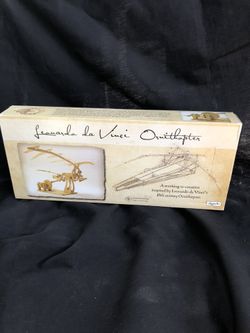 Leonardo da Vinci Ornithopter
A working re-creation
inspired by Leonardo da Vinci's
15th century Ornithopter